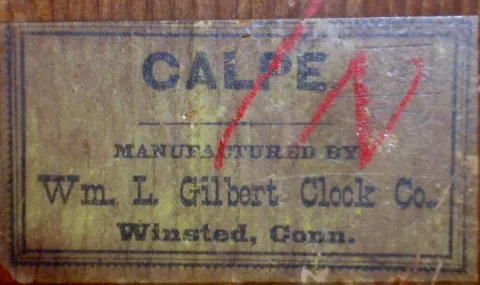 CALPE.
MANUFACTURED BY
Wm. L. Gilbert Clock Co.,
Winsted, Conn.